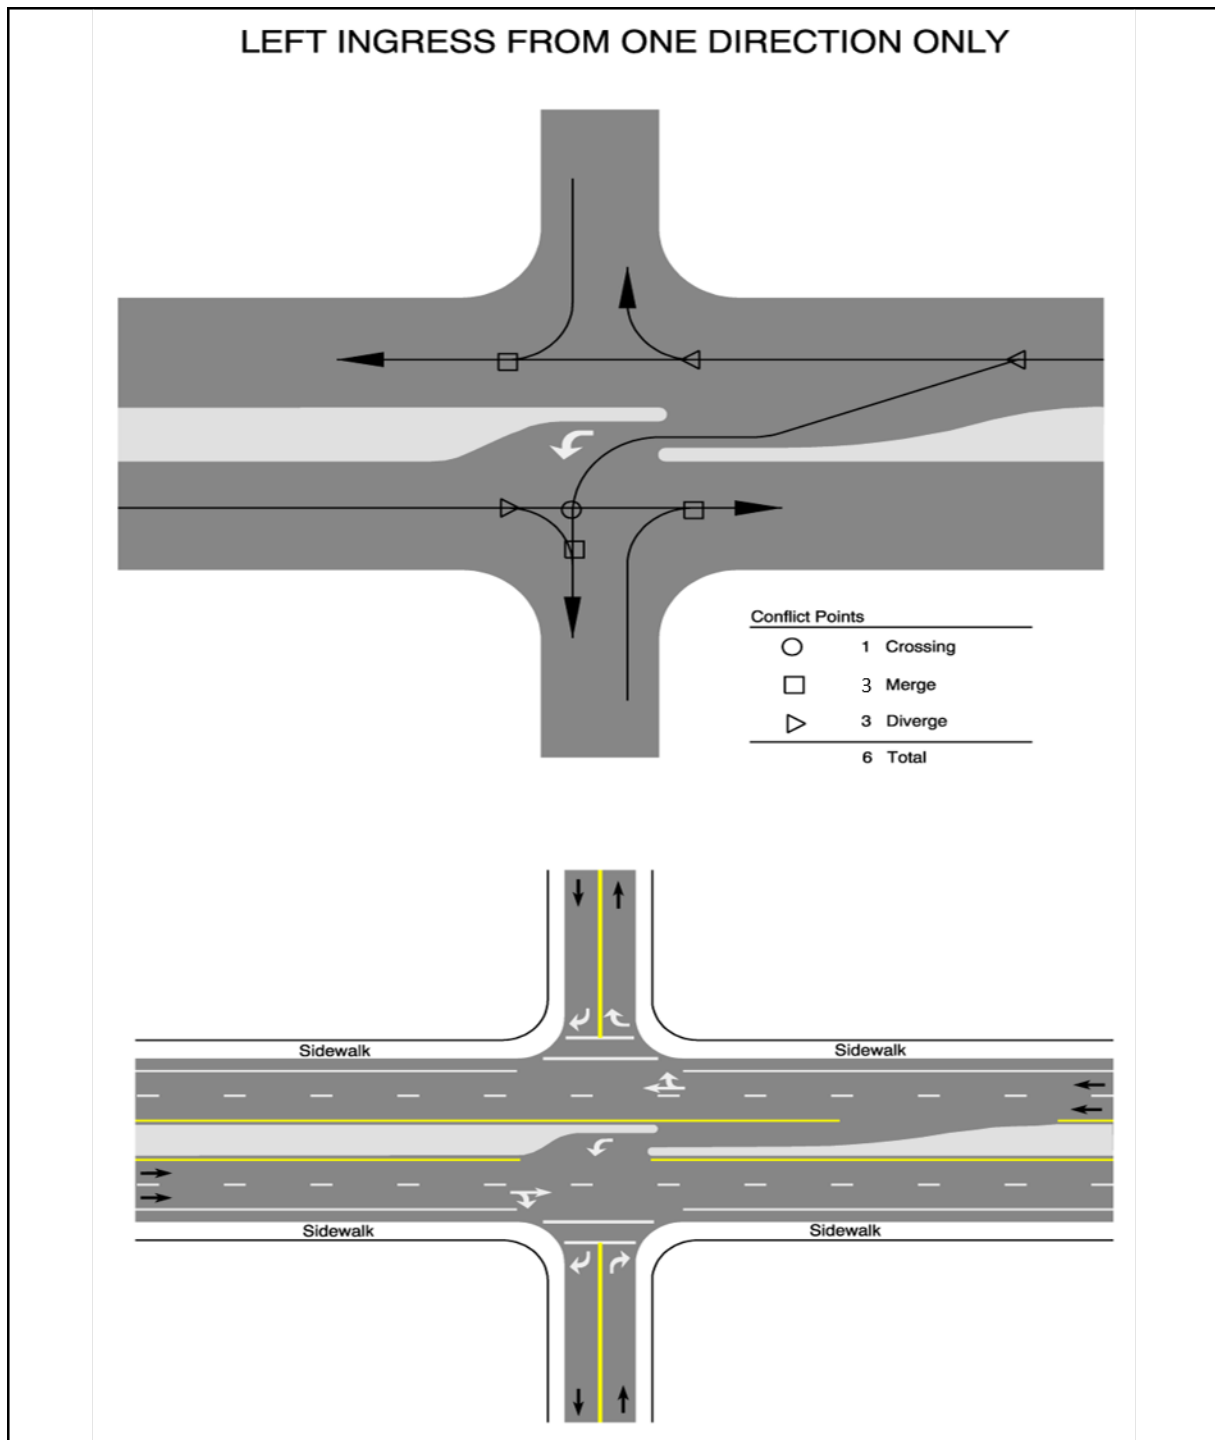 LEFT INGRESS FROM ONE DIRECTION ONLY
Conflict Points
1 Crossing
3 Merge
3 Diverge
6 Total
Sidewalk
Sidewalk
Sidewalk
Sidewalk